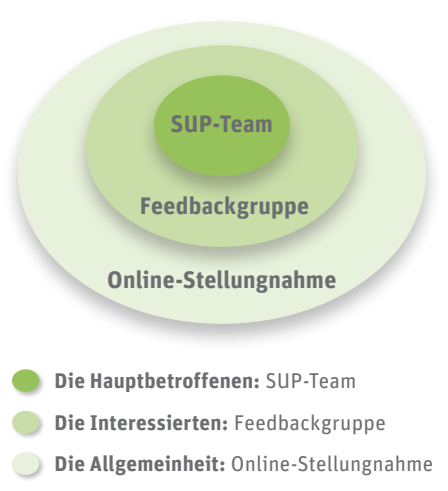 SUP-Team
Feedbackgruppe
Online-Stellungnahme
Die Hauptbetroffenen: SUP-Team
Die Interessierten: Feedbackgruppe
Die Allgemeinheit: Online-Stellungnahme